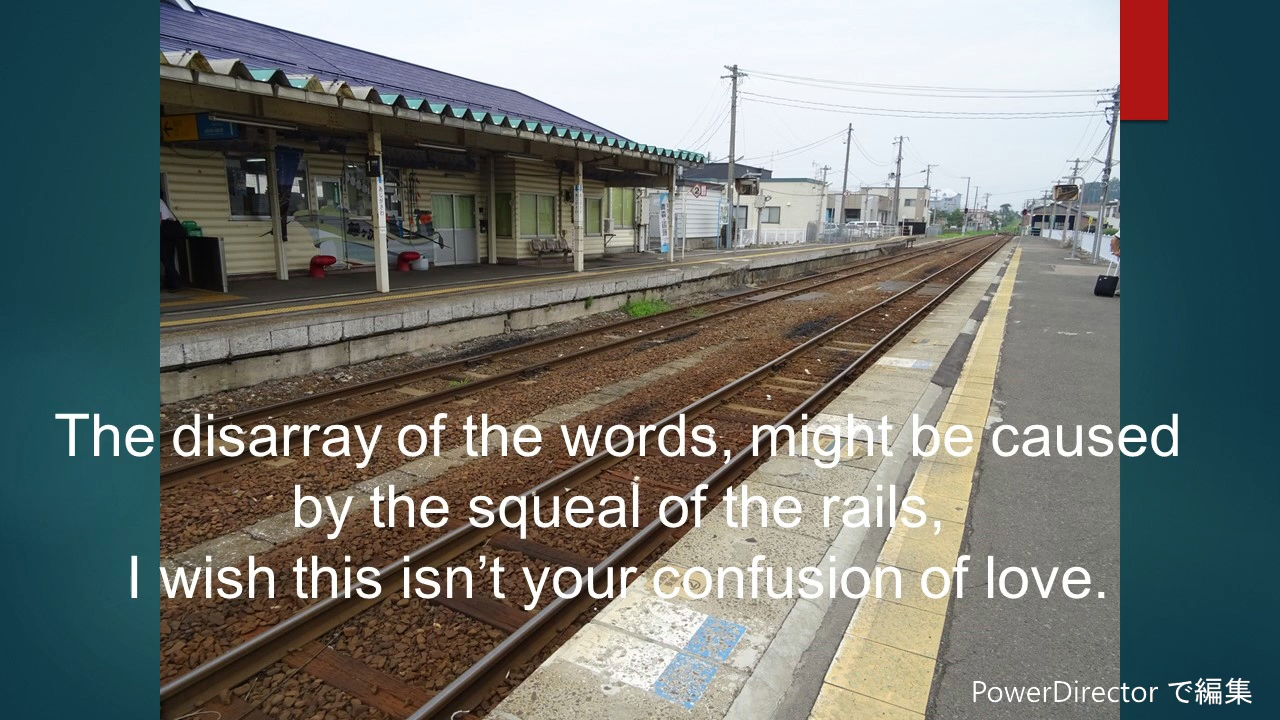 The disarray of the words, might be caused
by the squeal of the rails,
I wish this isn’t your confusion of love.
PowerDirector で編集